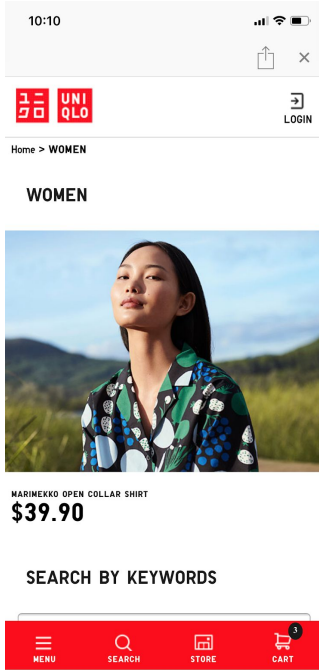 10:10
ユニ
クロ
UNI
QLO
LOGIN
Home > WOMEN
WOMEN
MARIMEKKO OPEN COLLAR SHIRT
$39.90
SEARCH BY KEYWORDS
3
MENU
SEARCH
STORE
CART